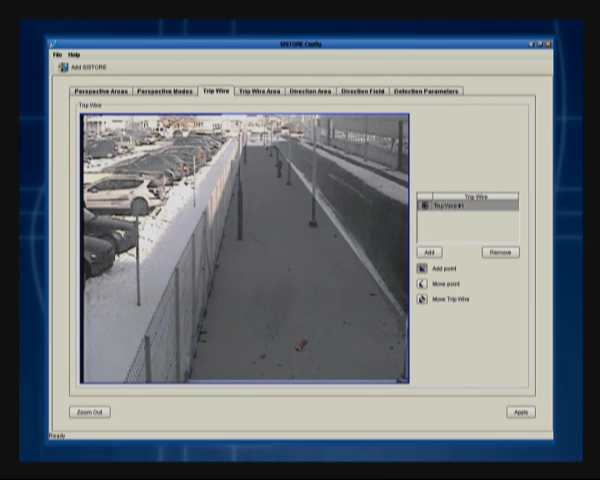 SISTORE Config
File Help
Add SISTORE
Perspective Areas Perspective Modes Trip Wire Trip Wire Area Direction Area Direction Field Detection Parameters
Trip Wire
Trip Wire
Trip Wire#1
Add Remove
Add point
Move point
Move Trip Wire
Zoom Out Apply
Ready